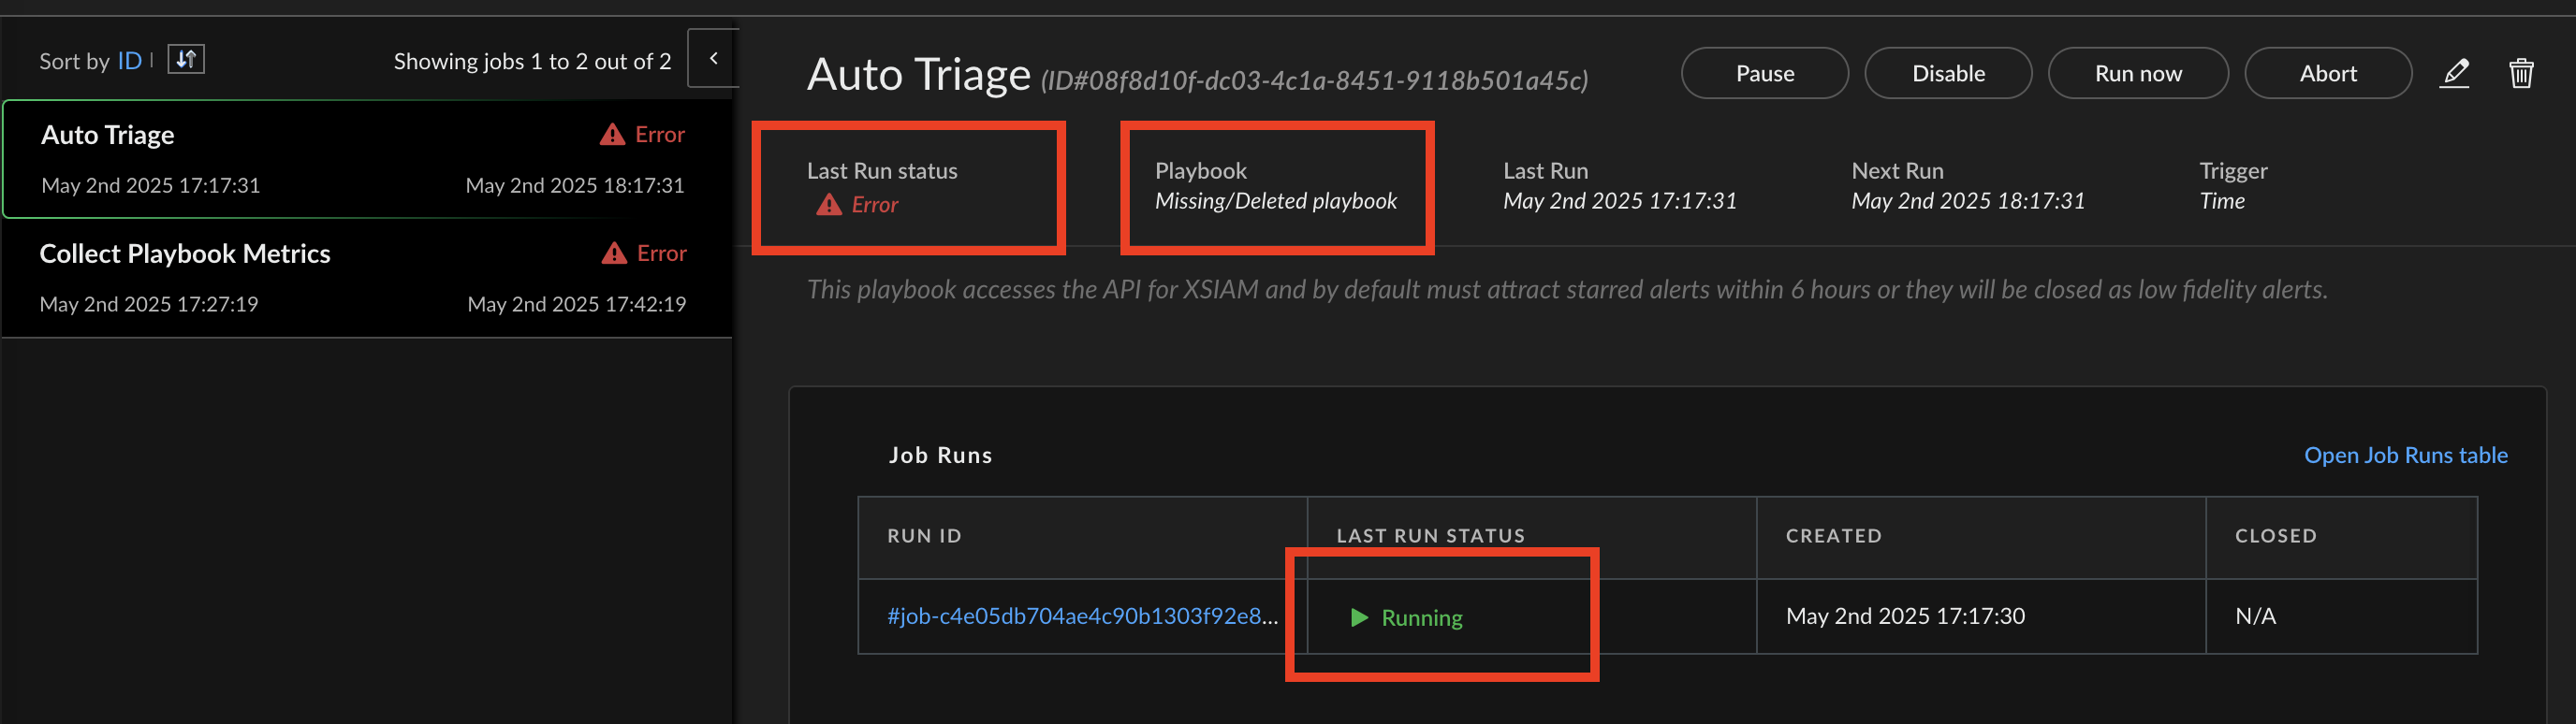 Sort by ID
Showing jobs 1 to 2 out of 2
Auto Triage
Error
May 2nd 2025 17:17:31
May 2nd 2025 18:17:31
Collect Playbook Metrics
Error
May 2nd 2025 17:27:19
May 2nd 2025 17:42:19
Auto Triage (ID#08f8d10f-dc03-4c1a-8451-9118b501a45c)
Pause
Disable
Run now
Abort
Last Run status
Error
Playbook
Missing/Deleted playbook
Last Run
May 2nd 2025 17:17:31
Next Run
May 2nd 2025 18:17:31
Trigger
Time
This playbook accesses the API for XSIAM and by default must attract starred alerts within 6 hours or they will be closed as low fidelity alerts.
Job Runs
Open Job Runs table
RUN ID
LAST RUN STATUS
CREATED
CLOSED
#job-c4e05db704ae4c90b1303f92e8...
Running
May 2nd 2025 17:17:30
N/A